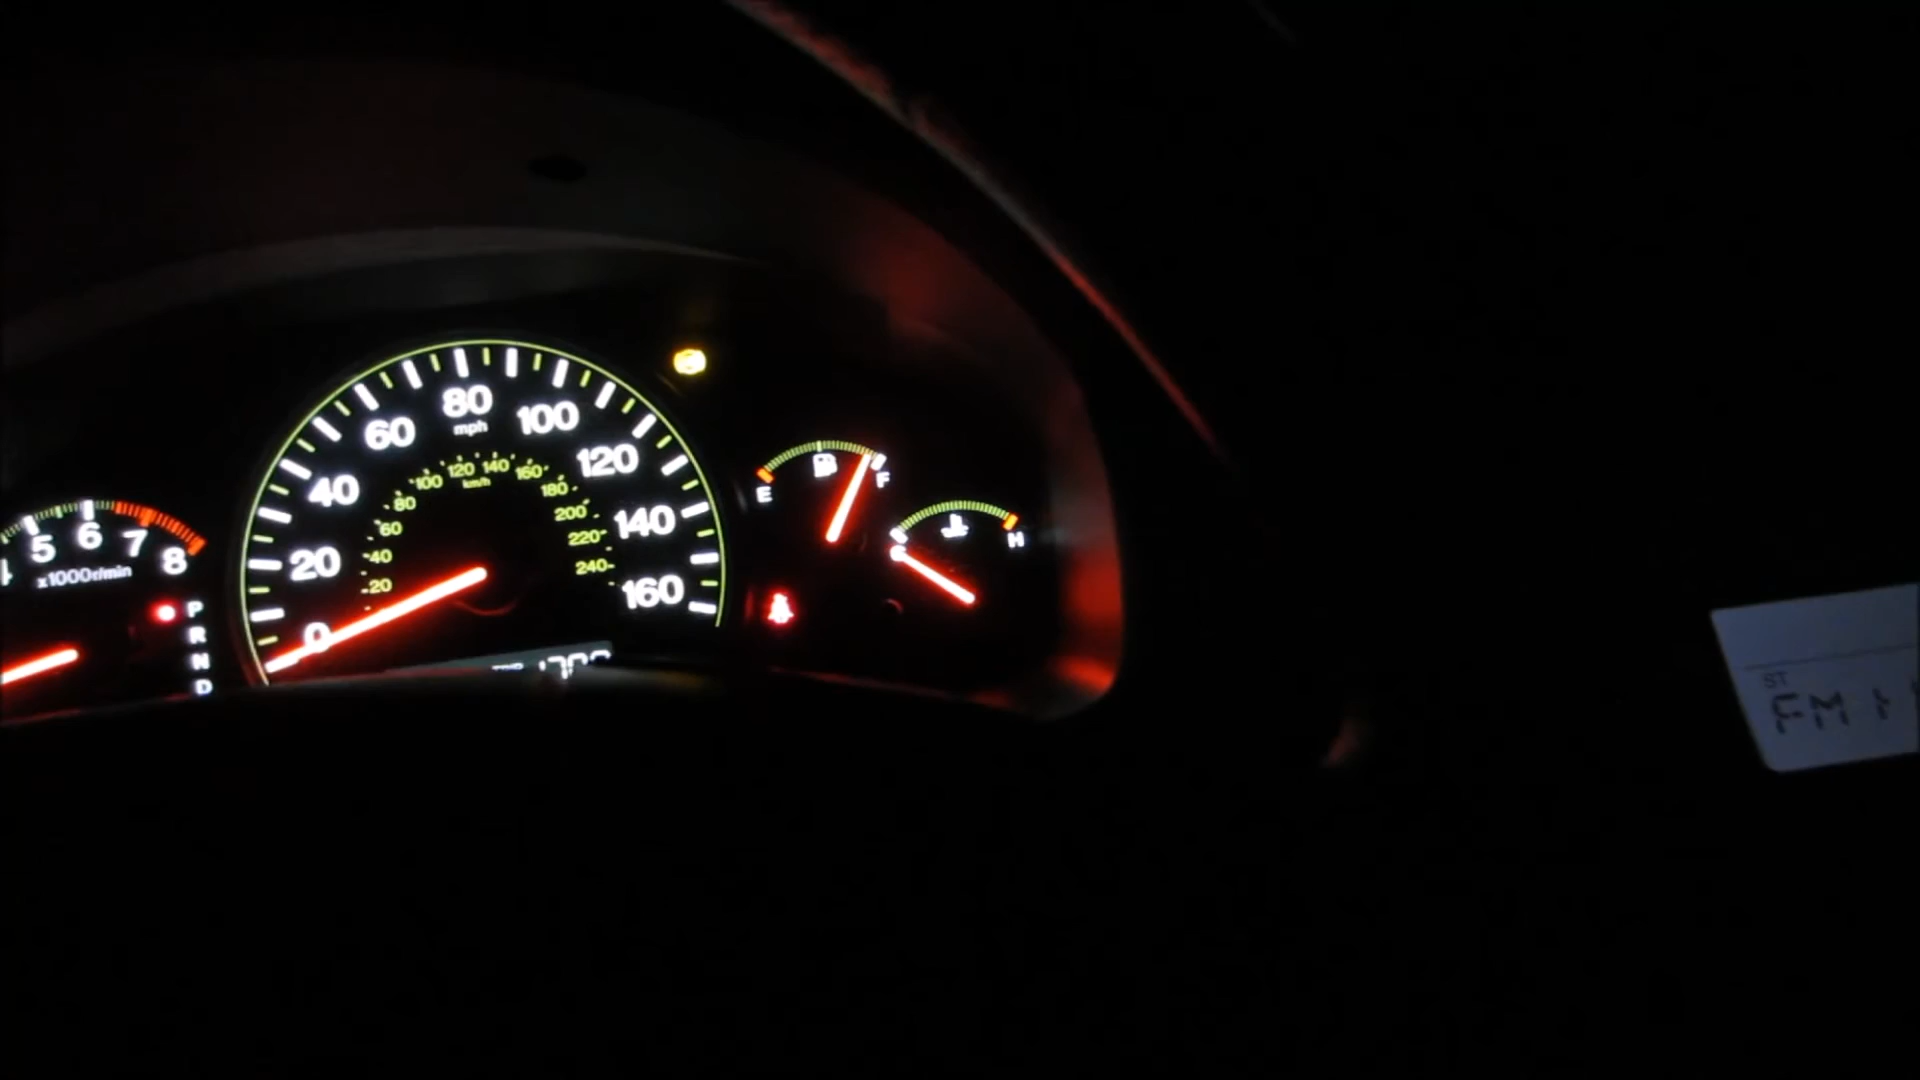 5 6 7 8
x1000r/min
P
R
N
D
0 20 40 60 80 100 120 140 160
mph
20 40 60 80 100 120 140 160 180 200 220 240
km/h
E F
H
ST